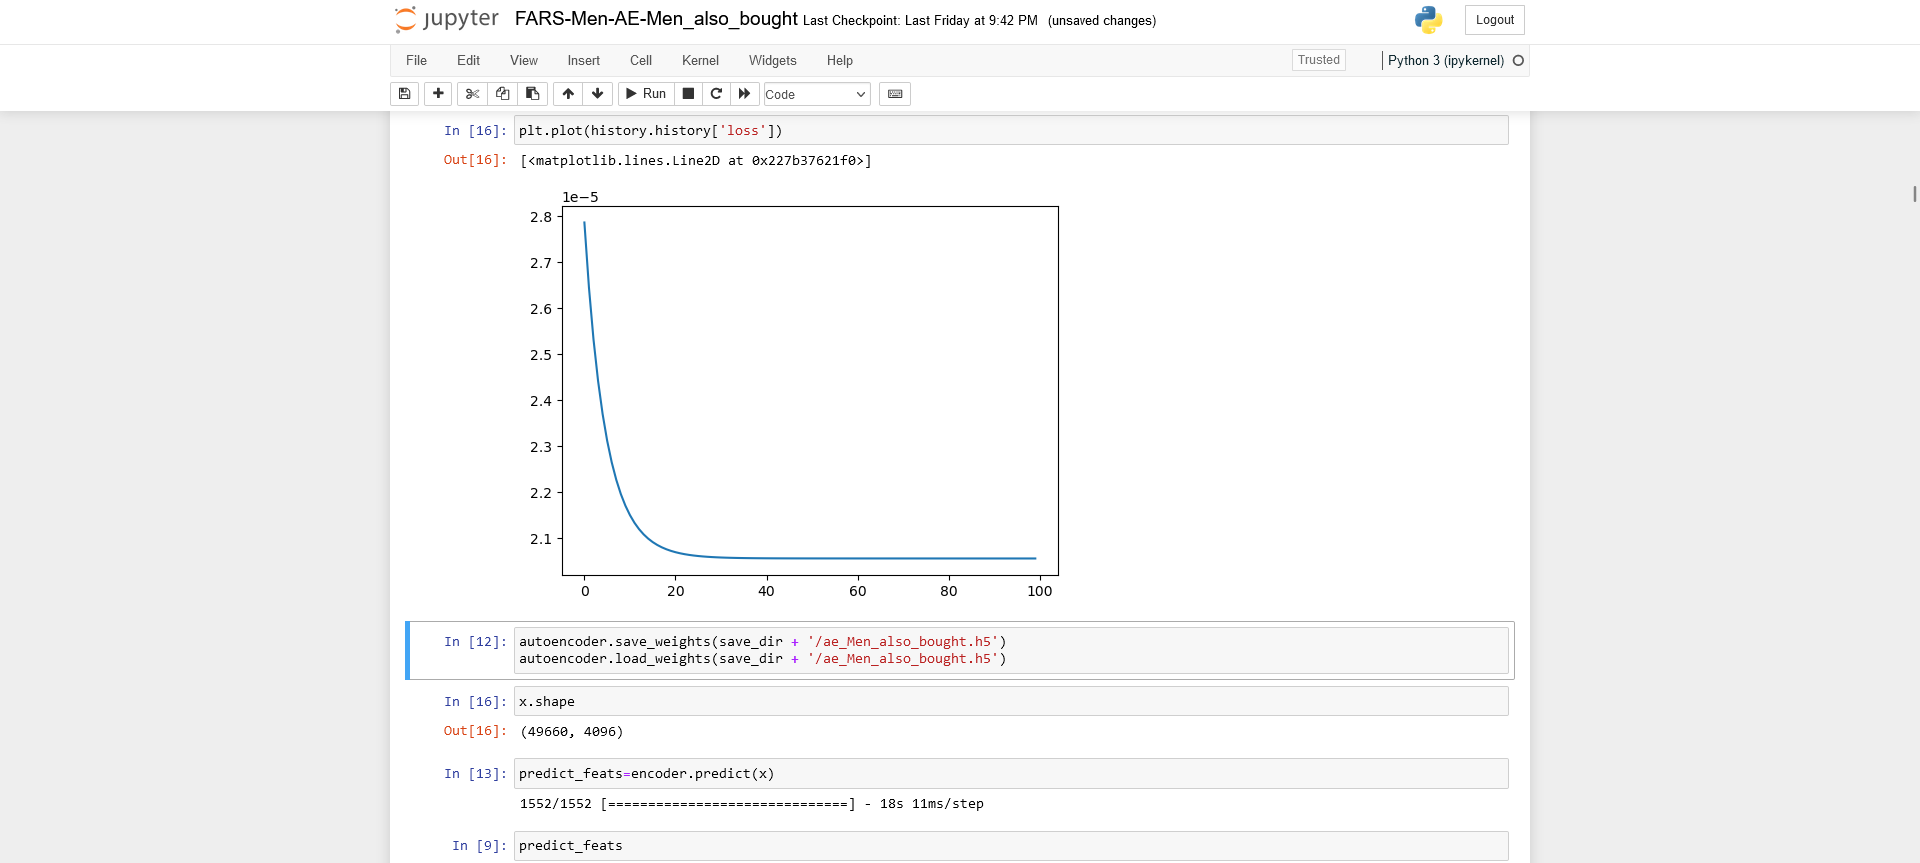 jupyter FARS-Men-AE-Men_also_bought Last Checkpoint: Last Friday at 9:42 PM (unsaved changes) Logout
File Edit View Insert Cell Kernel Widgets Help Trusted Python 3 (ipykernel)
Run Code
In [16]: plt.plot(history.history['loss'])
Out[16]: [<matplotlib.lines.Line2D at 0x227b37621f0>]
1e−5
2.8
2.7
2.6
2.5
2.4
2.3
2.2
2.1
0 20 40 60 80 100
In [12]: autoencoder.save_weights(save_dir + '/ae_Men_also_bought.h5')
autoencoder.load_weights(save_dir + '/ae_Men_also_bought.h5')
In [16]: x.shape
Out[16]: (49660, 4096)
In [13]: predict_feats=encoder.predict(x)
1552/1552 [==============================] - 18s 11ms/step
In [9]: predict_feats